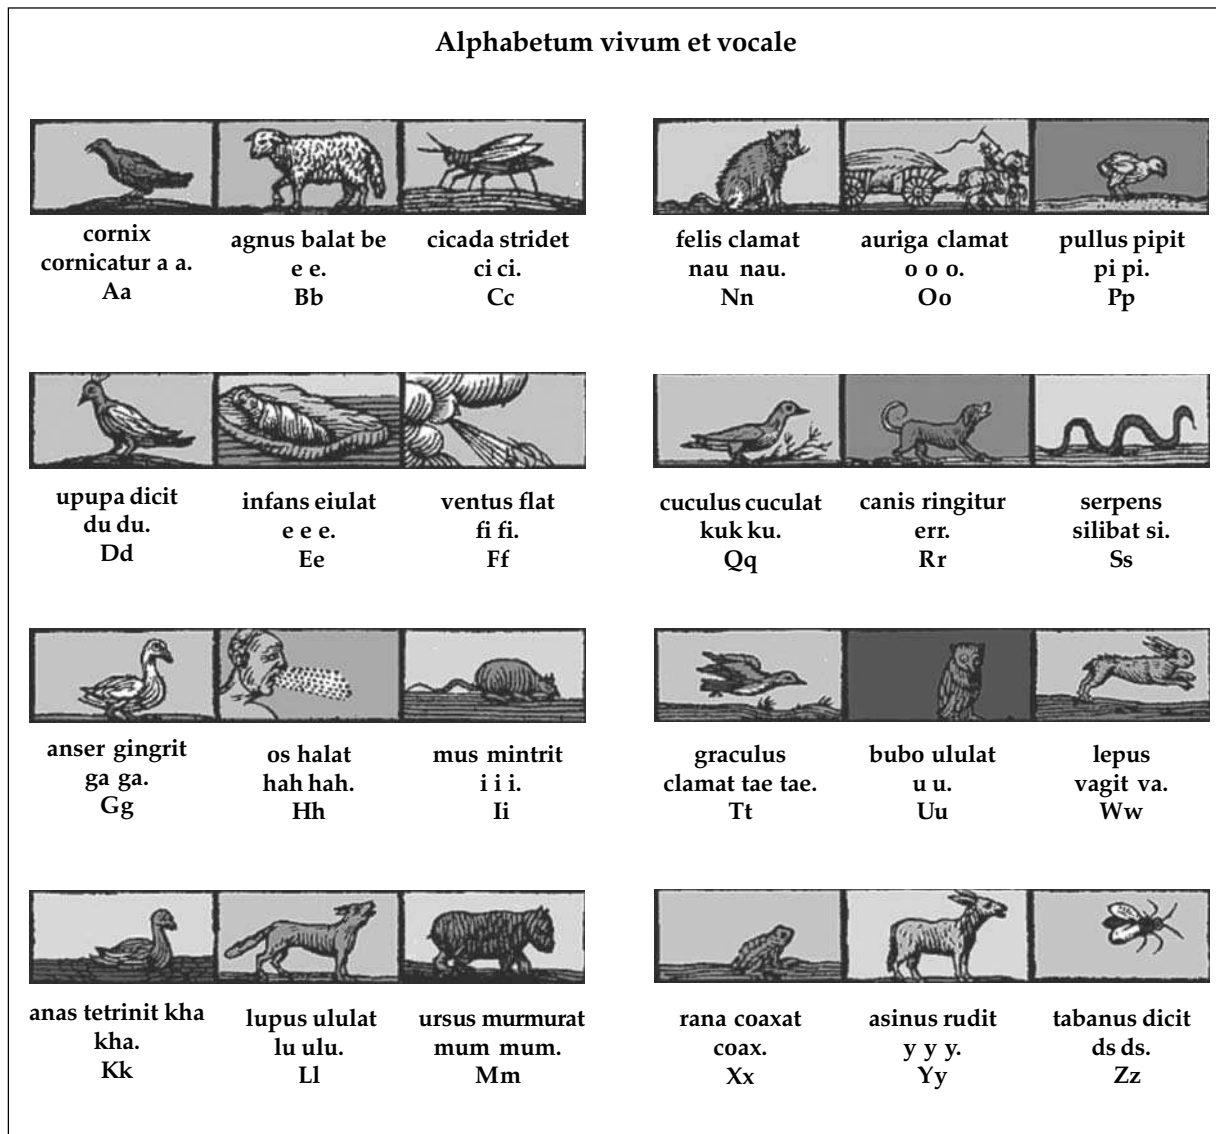 Alphabetum vivum et vocale
cornix
cornicatur a a.
Aa
agnus balat be
e e.
Bb
cicada stridet
ci ci.
Cc
felis clamat
nau nau.
Nn
auriga clamat
o o o.
Oo
pullus pipit
pi pi.
Pp
upupa dicit
du du.
Dd
infans eiulat
e e e.
Ee
ventus flat
fi fi.
Ff
cuculus cuculat
kuk ku.
Qq
canis ringitur
err.
Rr
serpens
silibat si.
Ss
anser gingrit
ga ga.
Gg
os halat
hah hah.
Hh
mus mintrit
i i i.
Ii
graculus
clamat tae tae.
Tt
bubo ululat
u u.
Uu
lepus
vagit va.
Ww
anas tetrinit kha
kha.
Kk
lupus ululat
lu ulu.
Ll
ursus murmurat
mum mum.
Mm
rana coaxat
coax.
Xx
asinus rudit
y y y.
Yy
tabanus dicit
ds ds.
Zz